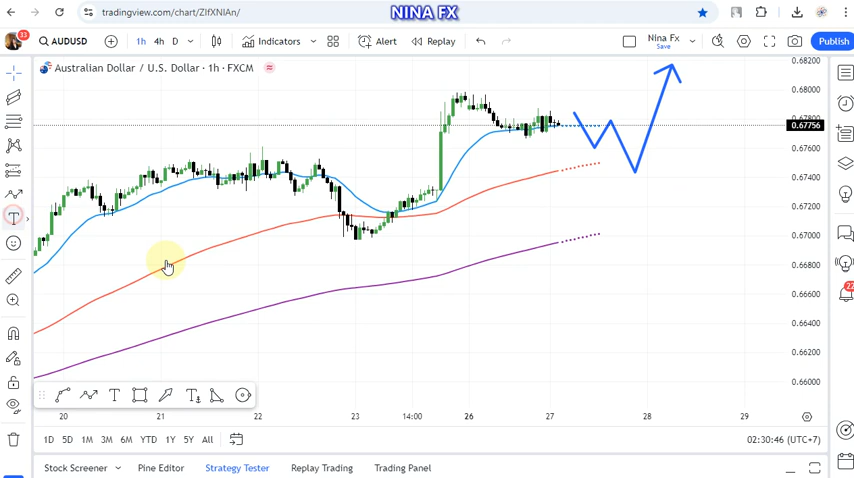 NINA FX
tradingview.com/chart/ZIfXNIAn/
33
AUDUSD
1h
4h
D
Indicators
Alert
Replay
Nina Fx
Save
Publish
Australian Dollar / U.S. Dollar · 1h · FXCM
0.68200
0.68000
0.67800
0.67756
0.67600
0.67400
0.67200
0.67000
0.66800
0.66600
0.66400
0.66200
0.66000
22
20
21
22
23
14:00
26
27
28
29
1D
5D
1M
3M
6M
YTD
1Y
5Y
All
02:30:46 (UTC+7)
Stock Screener
Pine Editor
Strategy Tester
Replay Trading
Trading Panel